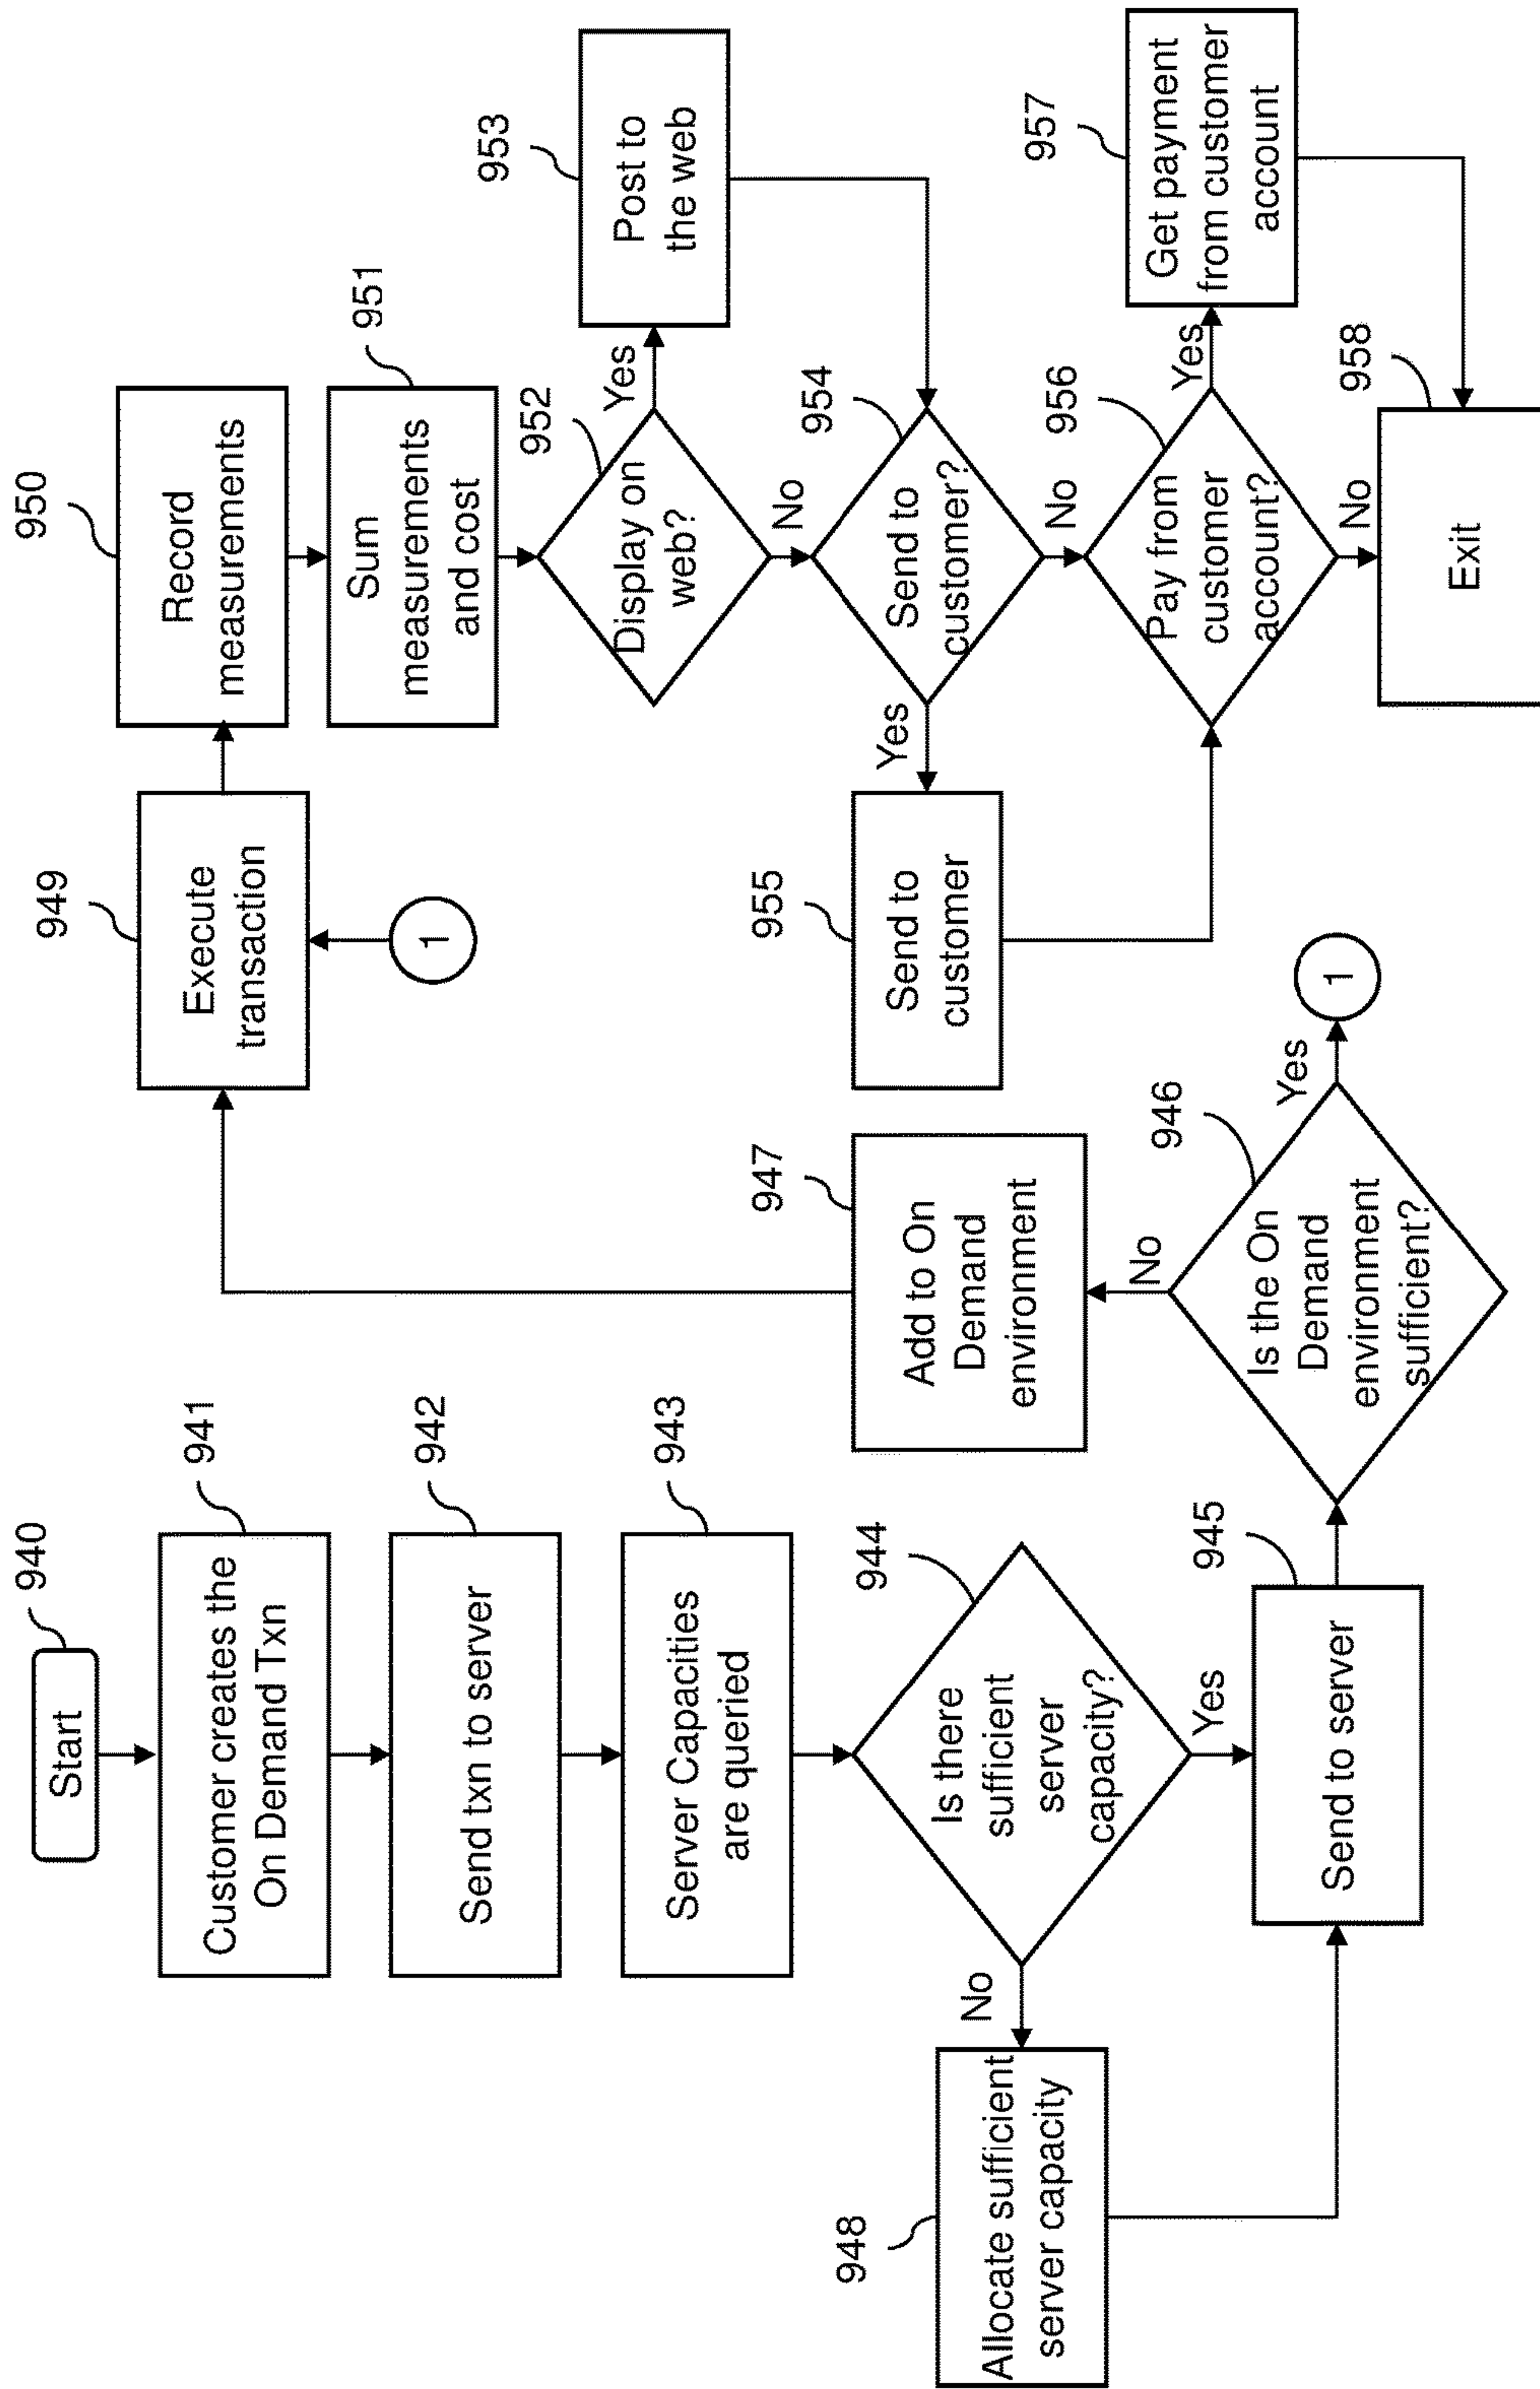 940
Start
941
Customer creates the
On Demand Txn
942
Send txn to server
943
Server Capacities
are queried
944
Is there
sufficient
server
capacity?
No
Yes
948
Allocate sufficient
server capacity
945
Send to server
946
Is the On
Demand
environment
sufficient?
Yes
1
No
947
Add to On
Demand
environment
949
Execute
transaction
1
950
Record
measurements
951
Sum
measurements
and cost
952
Display on
web?
Yes
No
953
Post to
the web
954
Send to
customer?
Yes
No
955
Send to
customer
956
Pay from
customer
account?
Yes
No
957
Get payment
from customer
account
958
Exit